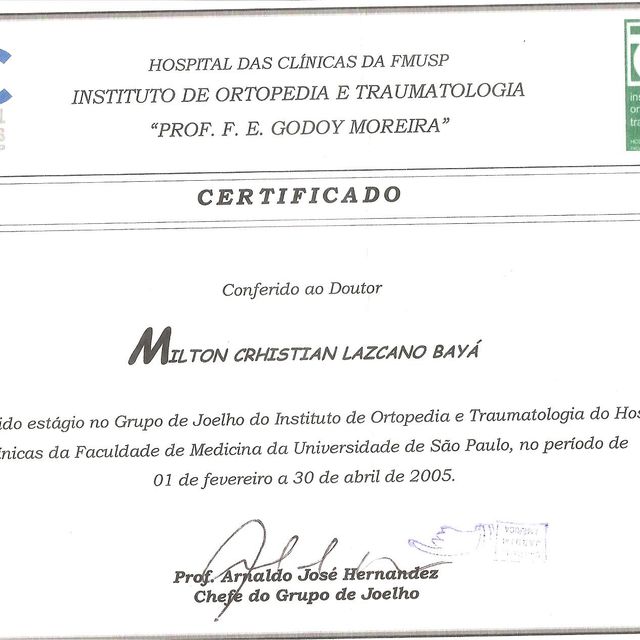 HOSPITAL DAS CLÍNICAS DA FMUSP
INSTITUTO DE ORTOPEDIA E TRAUMATOLOGIA
“PROF. F. E. GODOY MOREIRA”
CERTIFICADO
Conferido ao Doutor
MILTON CRHISTIAN LAZCANO BAYÁ
ido estágio no Grupo de Joelho do Instituto de Ortopedia e Traumatologia do Hos
ínicas da Faculdade de Medicina da Universidade de São Paulo, no período de
01 de fevereiro a 30 de abril de 2005.
Prof. Arnaldo José Hernandez
Chefe do Grupo de Joelho